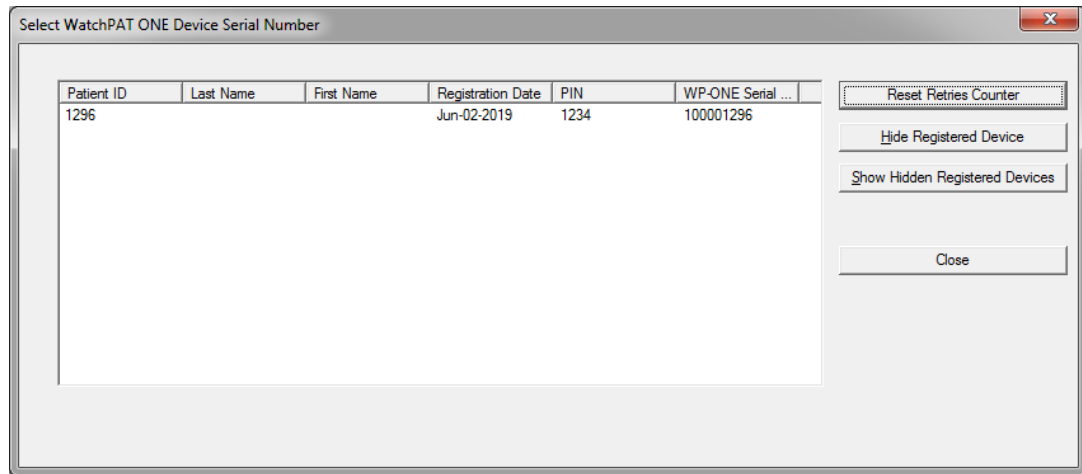 Select WatchPAT ONE Device Serial Number
Patient ID Last Name First Name Registration Date PIN WP-ONE Serial ...
1296 Jun-02-2019 1234 100001296
Reset Retries Counter
Hide Registered Device
Show Hidden Registered Devices
Close